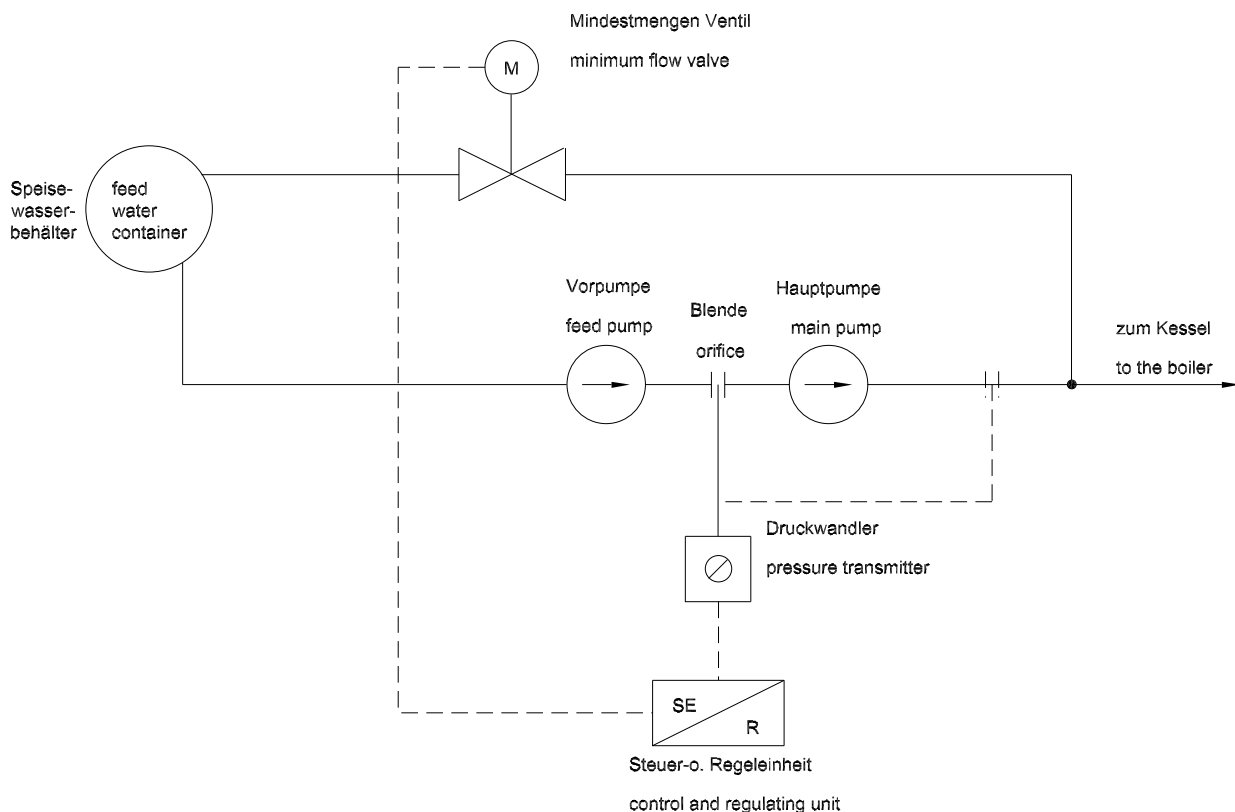 Mindestmengen Ventil
minimum flow valve
M
Speise-
wasser-
behälter
feed
water
container
Vorpumpe
feed pump
Blende
orifice
Hauptpumpe
main pump
zum Kessel
to the boiler
Druckwandler
pressure transmitter
SE
R
Steuer-o. Regeleinheit
control and regulating unit